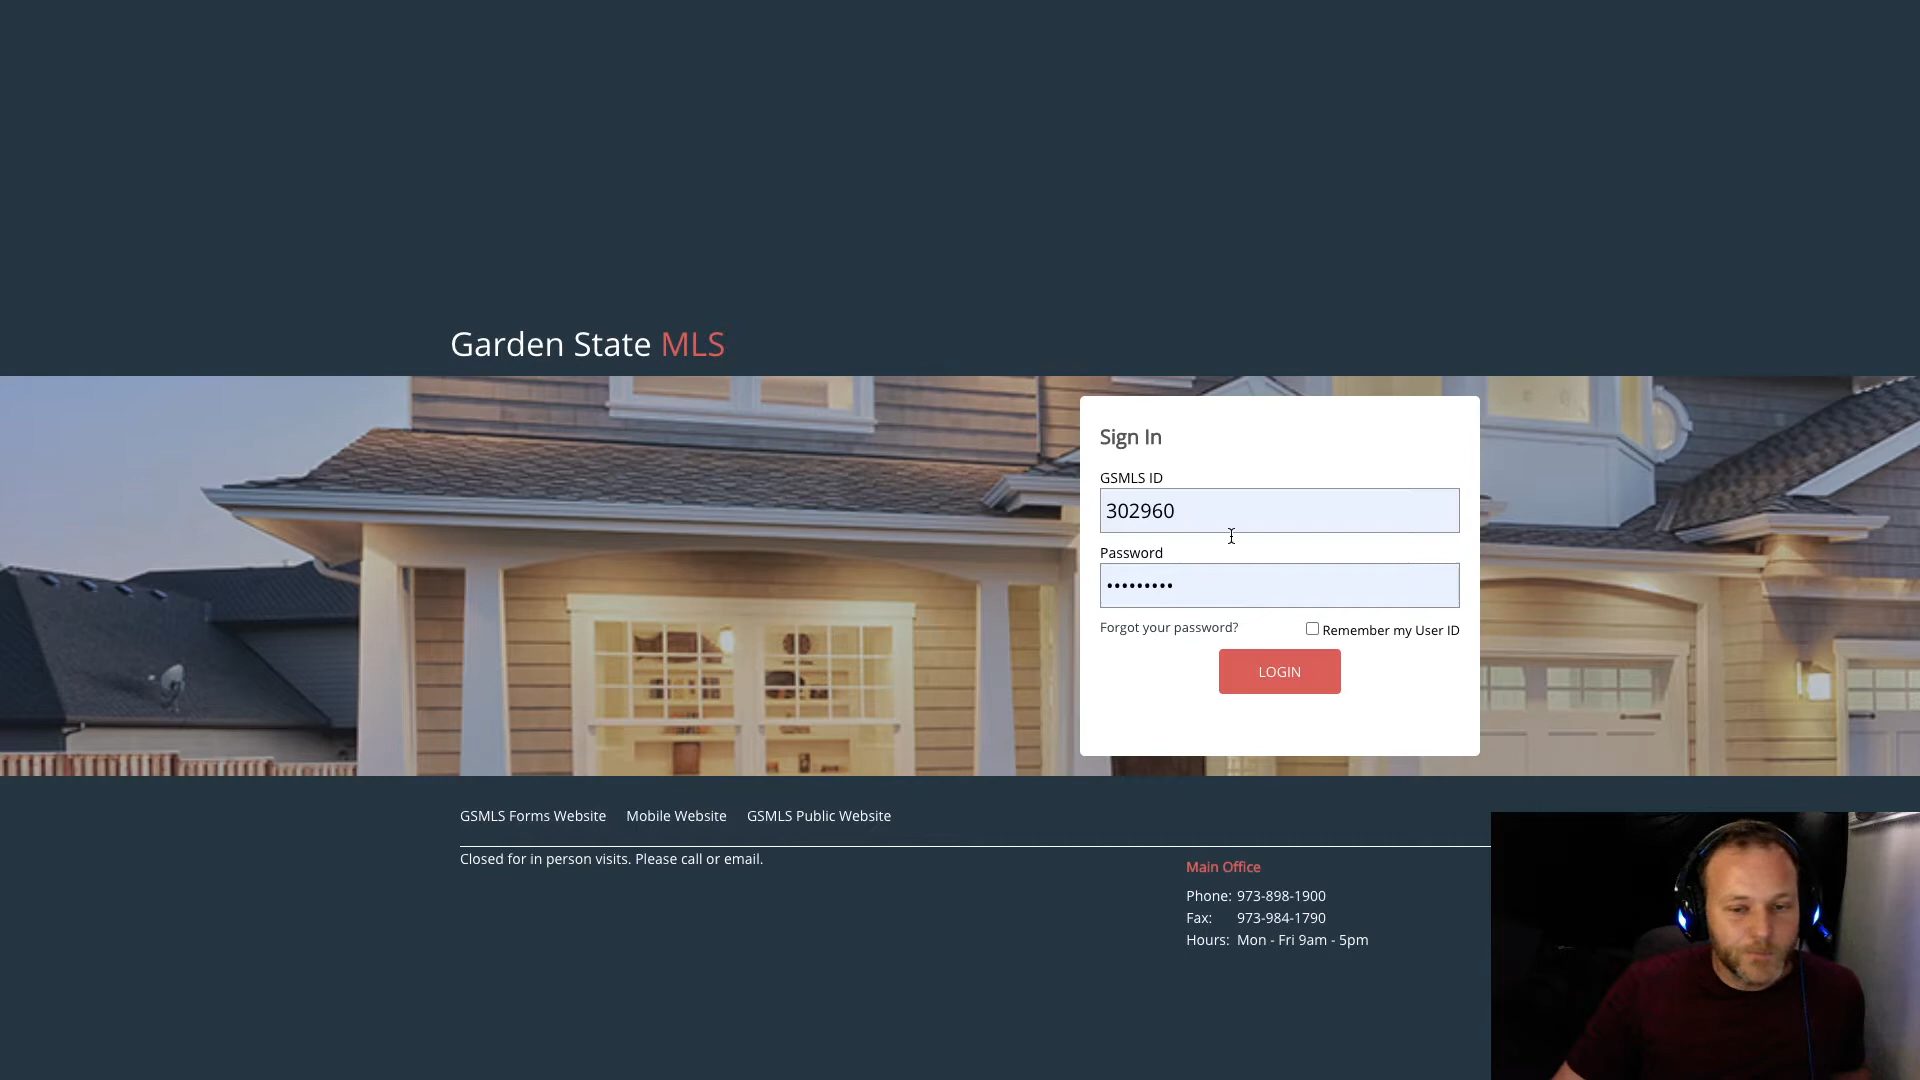 Garden State MLS
Sign In
GSMLS ID
302960
Password
•••••••••
Forgot your password?
Remember my User ID
LOGIN
GSMLS Forms Website Mobile Website GSMLS Public Website
Closed for in person visits. Please call or email.
Main Office
Phone: 973-898-1900
Fax: 973-984-1790
Hours: Mon - Fri 9am - 5pm